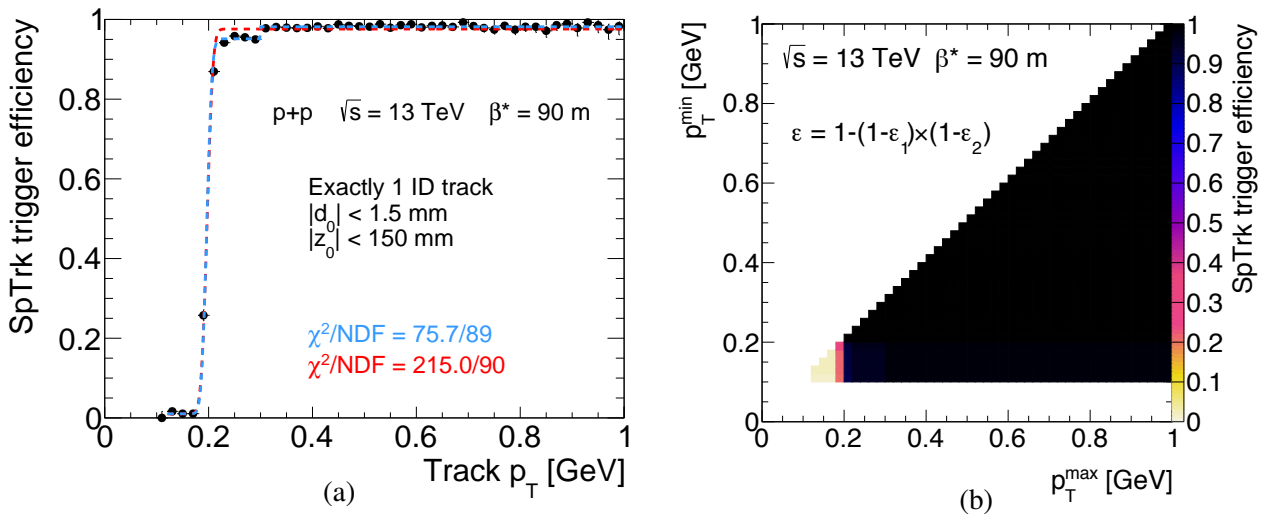 SpTrk trigger efficiency
1
0.8
0.6
0.4
0.2
0
p+p √s = 13 TeV β* = 90 m
Exactly 1 ID track
|d₀| < 1.5 mm
|z₀| < 150 mm
χ²/NDF = 75.7/89
χ²/NDF = 215.0/90
0 0.2 0.4 0.6 0.8 1
Track p_T [GeV]
(a)
p_T^min [GeV]
1
0.8
0.6
0.4
0.2
0
√s = 13 TeV β* = 90 m
ε = 1-(1-ε₁)×(1-ε₂)
0 0.2 0.4 0.6 0.8 1
p_T^max [GeV]
1
0.9
0.8
0.7
0.6
0.5
0.4
0.3
0.2
0.1
0
SpTrk trigger efficiency
(b)